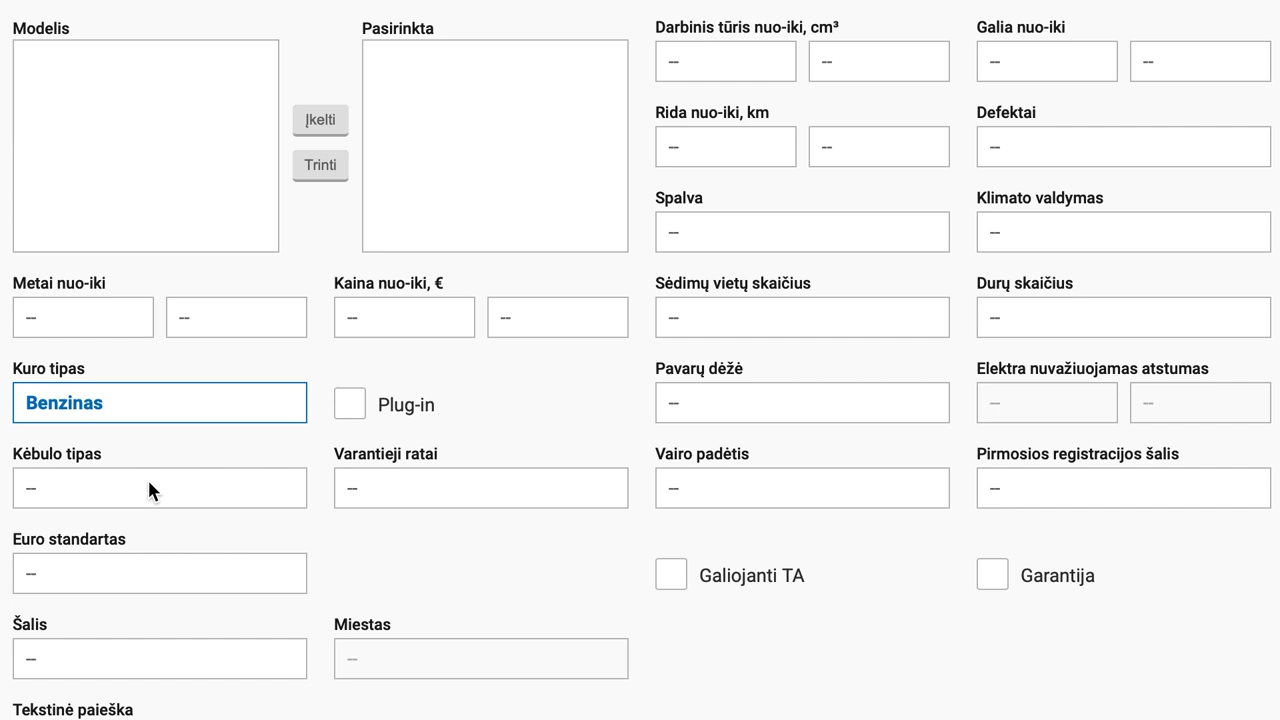 Modelis
Pasirinkta
Įkelti
Trinti
Darbinis tūris nuo-iki, cm³
Galia nuo-iki
--
--
--
--
Rida nuo-iki, km
Defektai
--
--
--
Spalva
Klimato valdymas
--
--
Metai nuo-iki
Kaina nuo-iki, €
Sėdimų vietų skaičius
Durų skaičius
--
--
--
--
--
--
Kuro tipas
Pavarų dėžė
Elektra nuvažiuojamas atstumas
Benzinas
Plug-in
--
--
--
Kėbulo tipas
Varantieji ratai
Vairo padėtis
Pirmosios registracijos šalis
--
--
--
--
Euro standartas
--
Galiojanti TA
Garantija
Šalis
Miestas
--
--
Tekstinė paieška